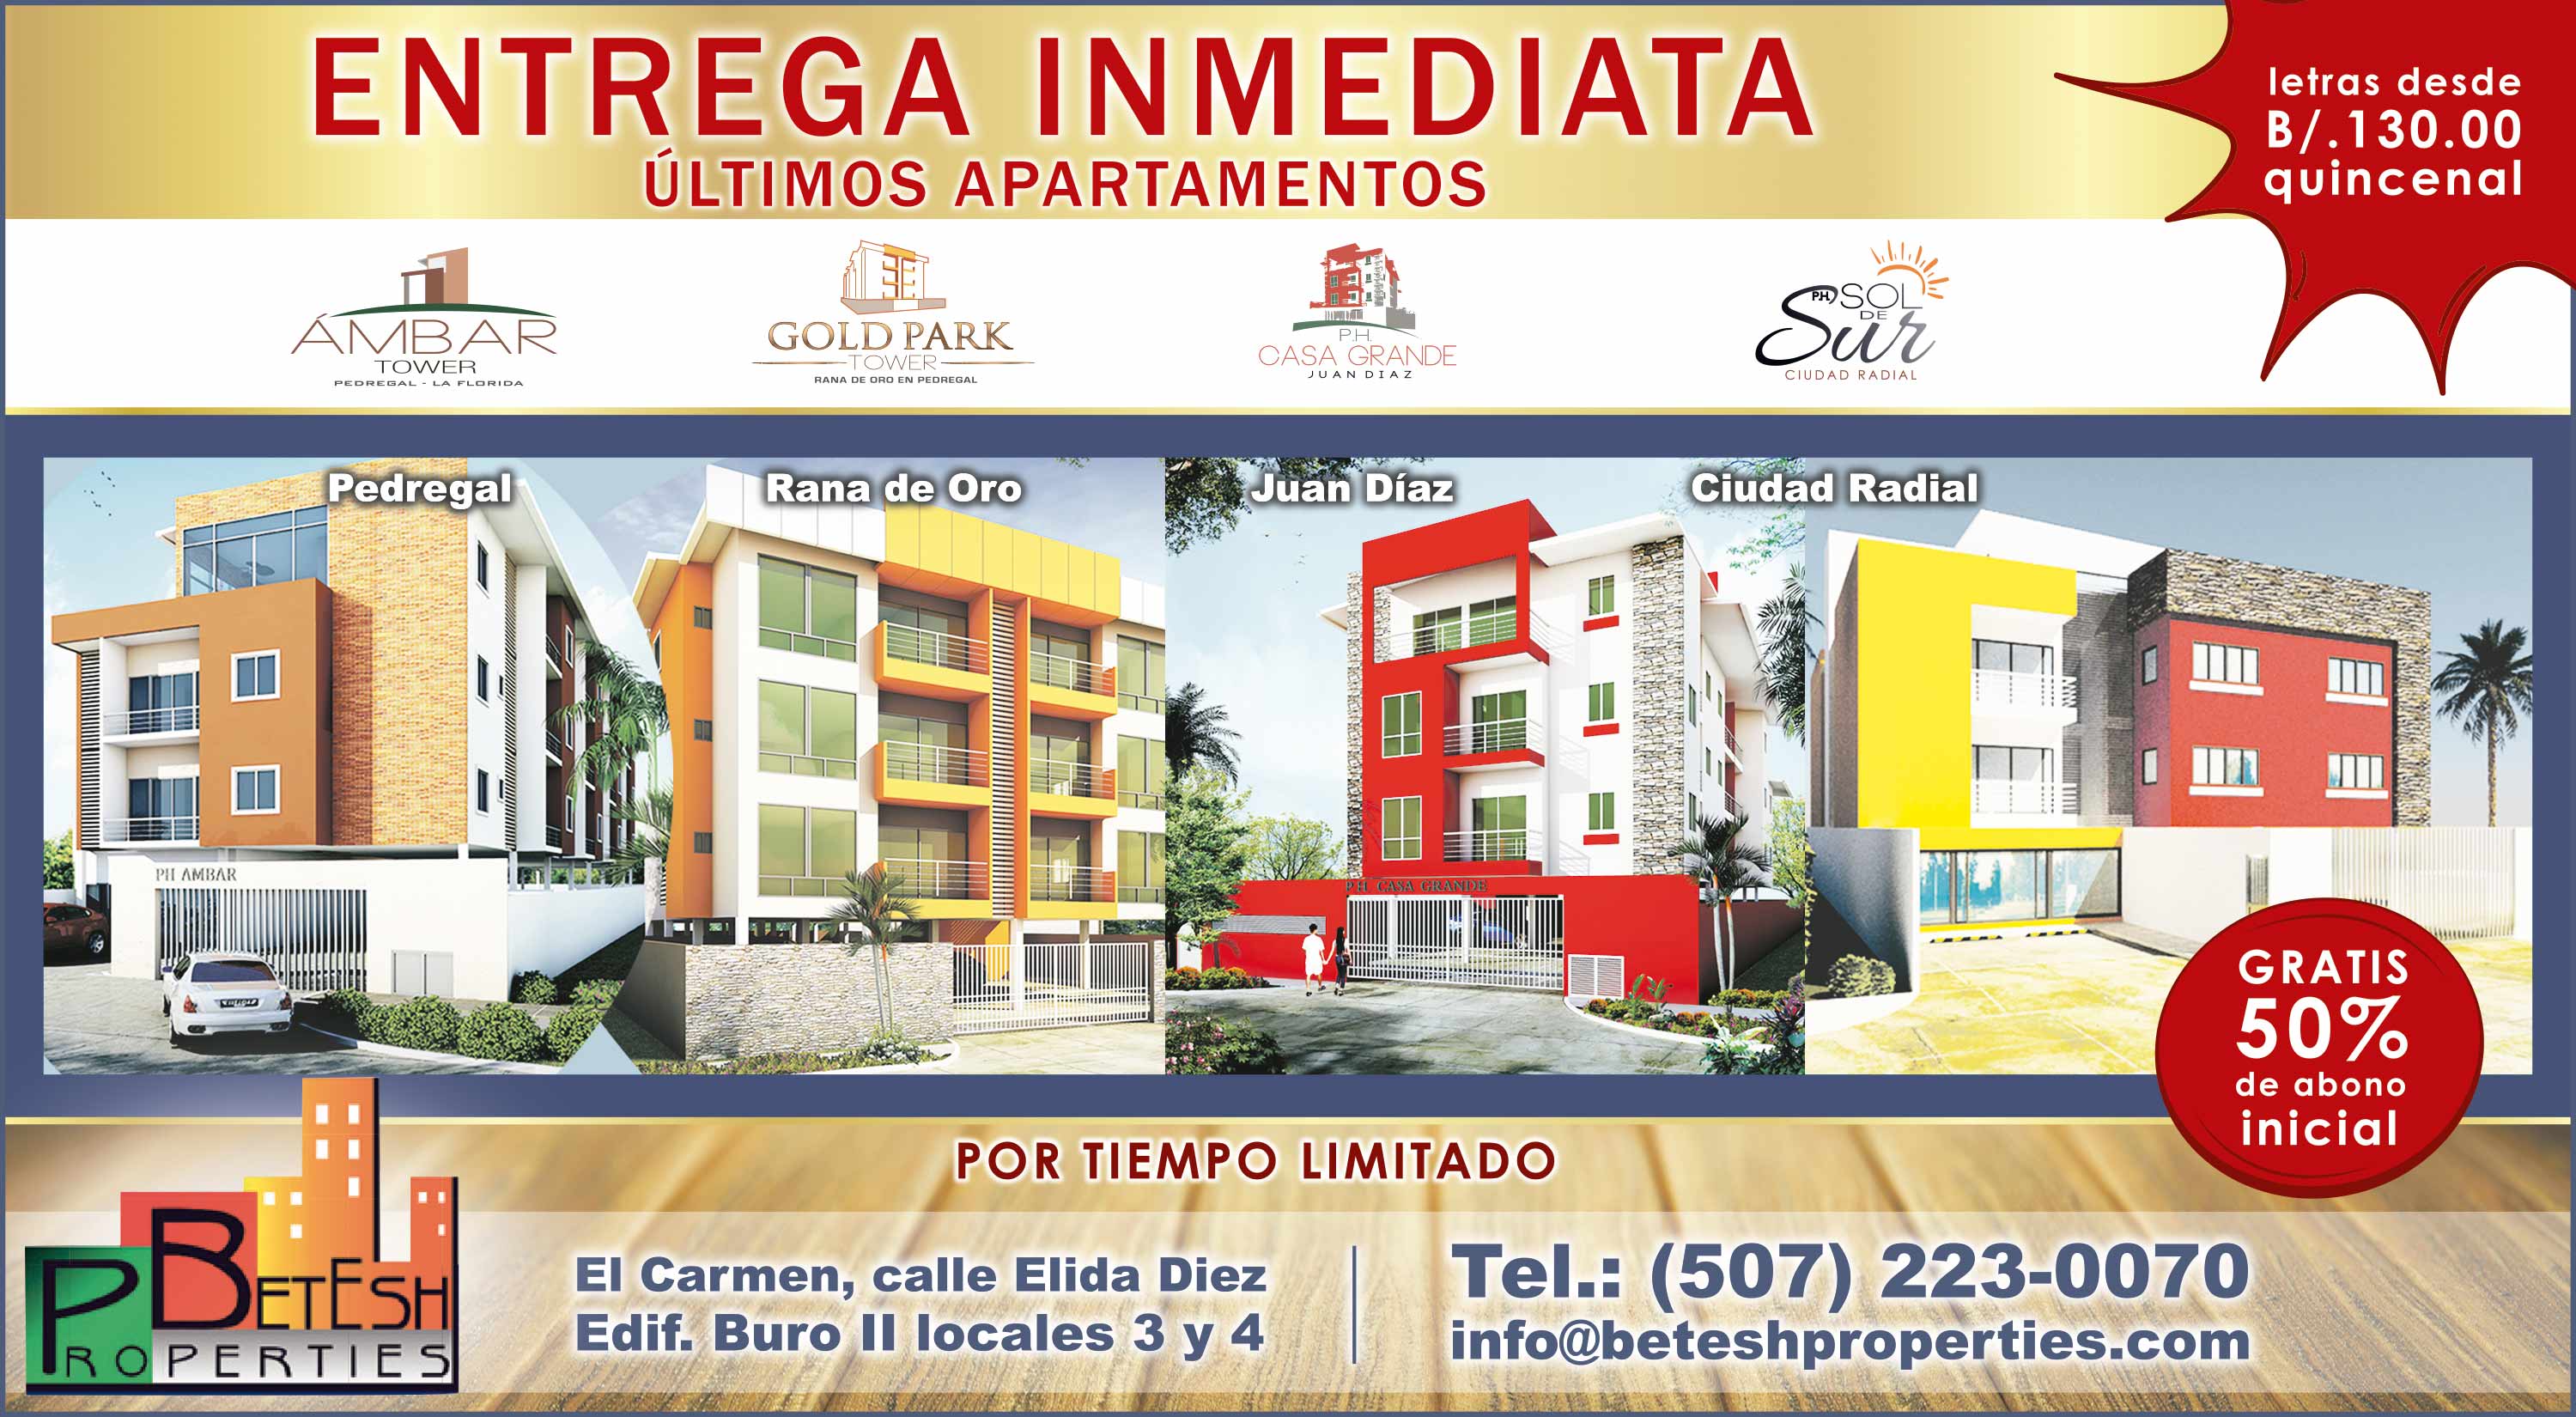 ENTREGA INMEDIATA
ÚLTIMOS APARTAMENTOS
letras desde
B/.130.00
quincenal
ÁMBAR
TOWER
PEDREGAL - LA FLORIDA
GOLD PARK
TOWER
RANA DE ORO EN PEDREGAL
P.H.
CASA GRANDE
JUAN DIAZ
P.H. SOL
DE
Sur
CIUDAD RADIAL
Pedregal
Rana de Oro
Juan Díaz
Ciudad Radial
PH AMBAR
P.H. CASA GRANDE
GRATIS
50%
de abono
inicial
POR TIEMPO LIMITADO
BETESH
PROPERTIES
El Carmen, calle Elida Diez
Edif. Buro II locales 3 y 4
Tel.: (507) 223-0070
info@beteshproperties.com